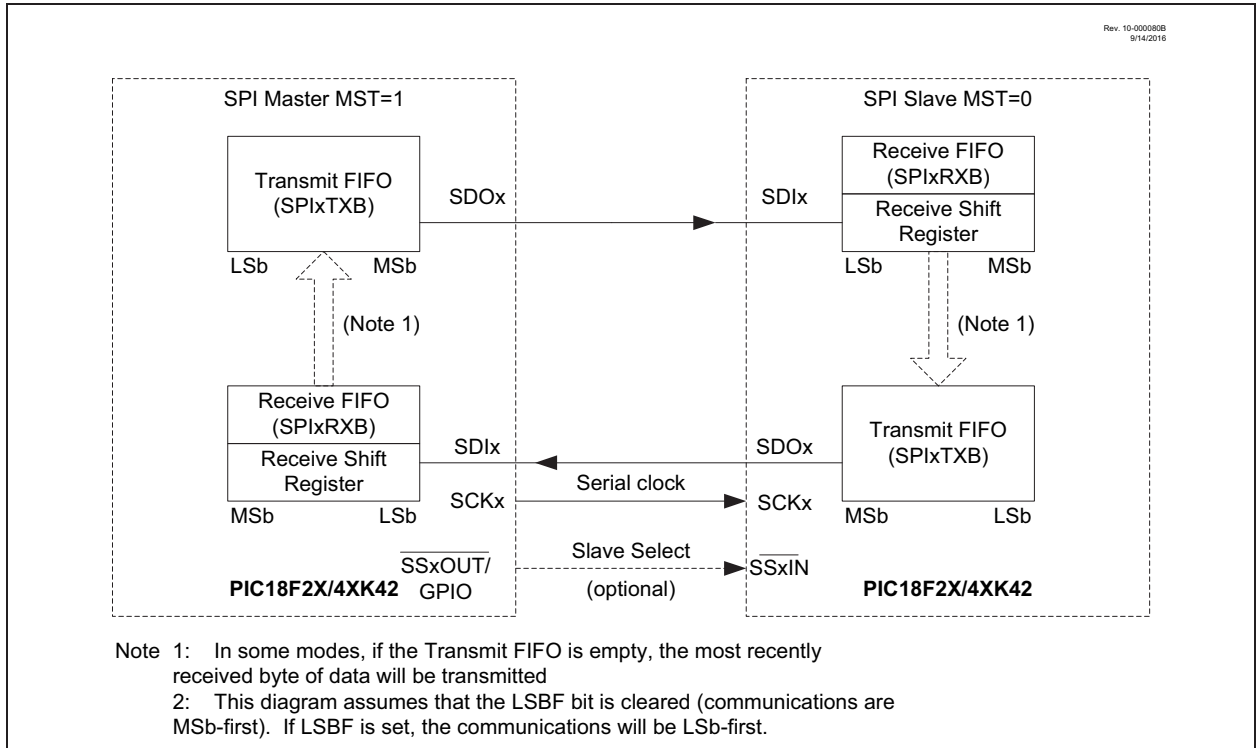 Rev. 10-000080B
9/14/2016
SPI Master MST=1
SPI Slave MST=0
Transmit FIFO
(SPIxTXB)
SDOx
SDIx
Receive FIFO
(SPIxRXB)
Receive Shift
Register
LSb
MSb
LSb
MSb
(Note 1)
(Note 1)
Receive FIFO
(SPIxRXB)
Receive Shift
Register
SDIx
SDOx
Transmit FIFO
(SPIxTXB)
Serial clock
SCKx
SCKx
MSb
LSb
MSb
LSb
SSxOUT/
GPIO
Slave Select
(optional)
SSxIN
PIC18F2X/4XK42
PIC18F2X/4XK42
Note 1: In some modes, if the Transmit FIFO is empty, the most recently
received byte of data will be transmitted
2: This diagram assumes that the LSBF bit is cleared (communications are
MSb-first). If LSBF is set, the communications will be LSb-first.